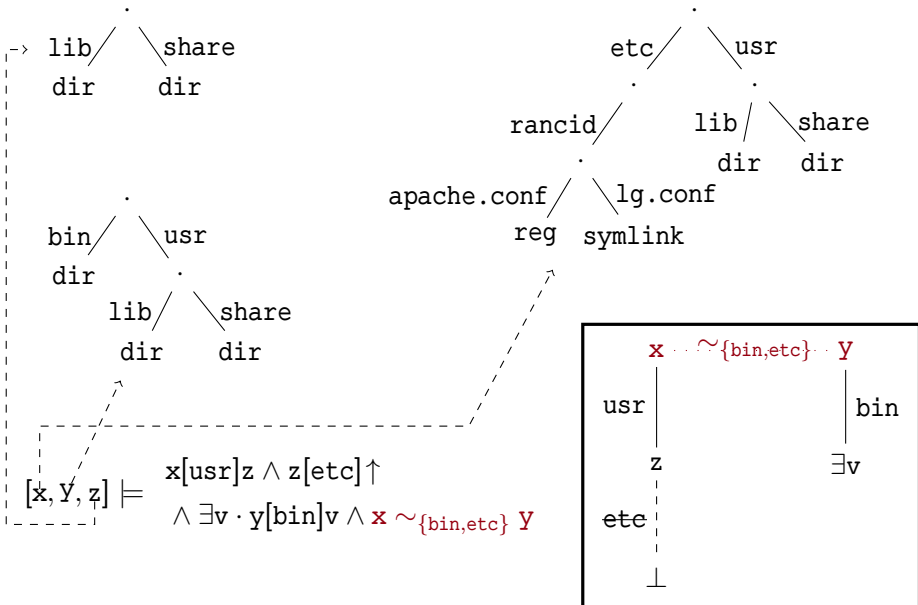 lib share
dir dir
etc usr
rancid lib share
dir dir
apache.conf lg.conf
reg symlink
bin usr
dir
lib share
dir dir
[x, y, z] ⊨ x[usr]z ∧ z[etc]↑
∧ ∃v · y[bin]v ∧ x ∼{bin,etc} y
x ∼{bin,etc} y
usr bin
z ∃v
etc
⊥